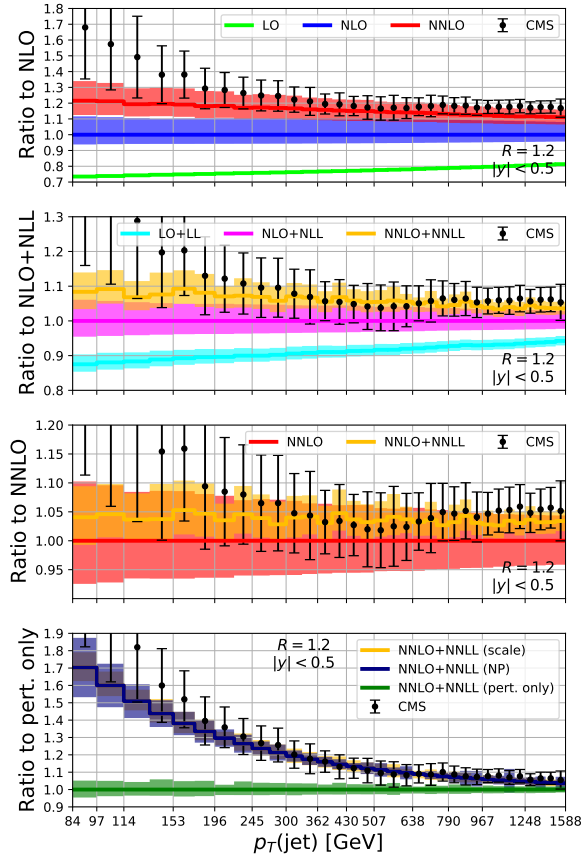 Ratio to NLO
1.8
1.7
1.6
1.5
1.4
1.3
1.2
1.1
1.0
0.9
0.8
0.7
LO NLO NNLO CMS
R = 1.2
|y| < 0.5
Ratio to NLO+NLL
1.3
1.2
1.1
1.0
0.9
0.8
LO+LL NLO+NLL NNLO+NNLL CMS
R = 1.2
|y| < 0.5
Ratio to NNLO
1.20
1.15
1.10
1.05
1.00
0.95
NNLO NNLO+NNLL CMS
R = 1.2
|y| < 0.5
Ratio to pert. only
1.9
1.8
1.7
1.6
1.5
1.4
1.3
1.2
1.1
1.0
0.9
R = 1.2
|y| < 0.5
NNLO+NNLL (scale)
NNLO+NNLL (NP)
NNLO+NNLL (pert. only)
CMS
84 97 114 153 196 245 300 362 430 507 638 790 967 1248 1588
pT(jet) [GeV]